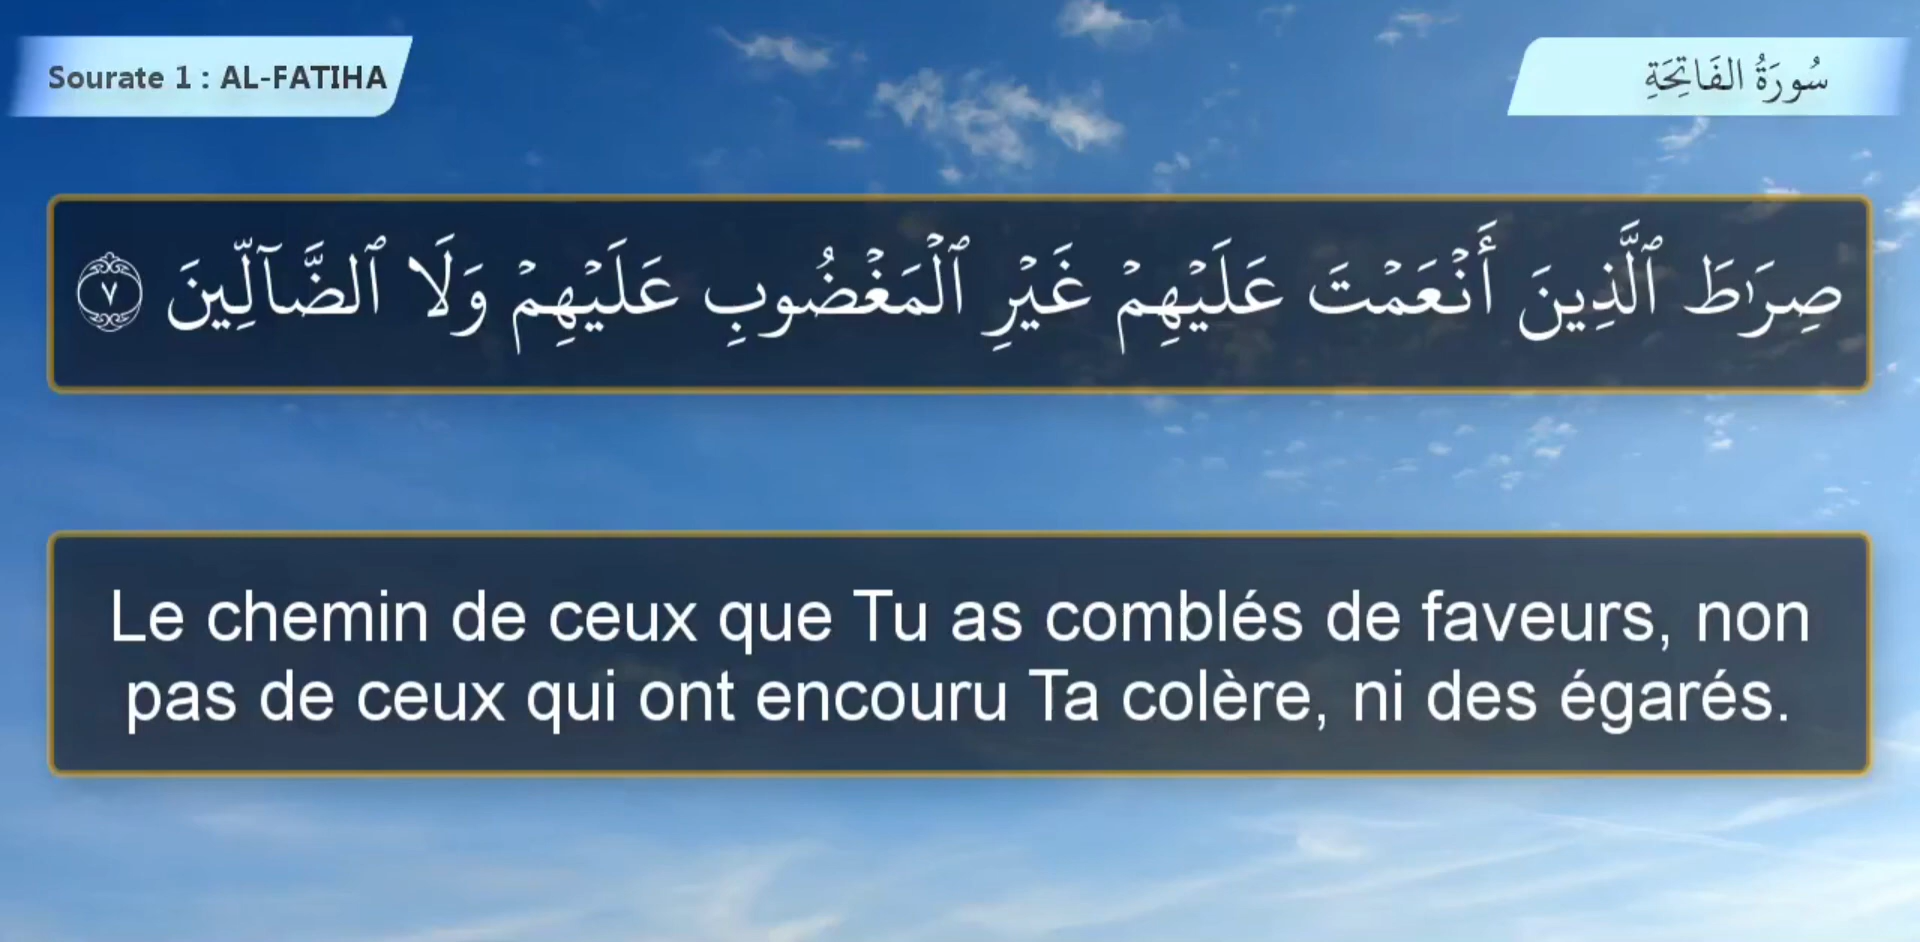 Sourate 1 : AL-FATIHA
سُورَةُ الفَاتِحَةِ
صِرَٰطَ ٱلَّذِينَ أَنۡعَمۡتَ عَلَيۡهِمۡ غَيۡرِ ٱلۡمَغۡضُوبِ عَلَيۡهِمۡ وَلَا ٱلضَّآلِّينَ ٧
Le chemin de ceux que Tu as comblés de faveurs, non
pas de ceux qui ont encouru Ta colère, ni des égarés.